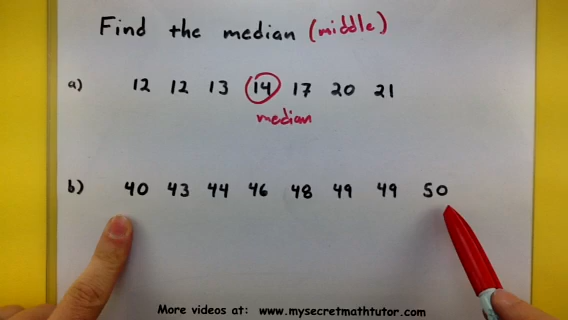 Find the median (middle)
a) 12 12 13 14 17 20 21
median
b) 40 43 44 46 48 49 49 50
More videos at: www.mysecretmathtutor.com